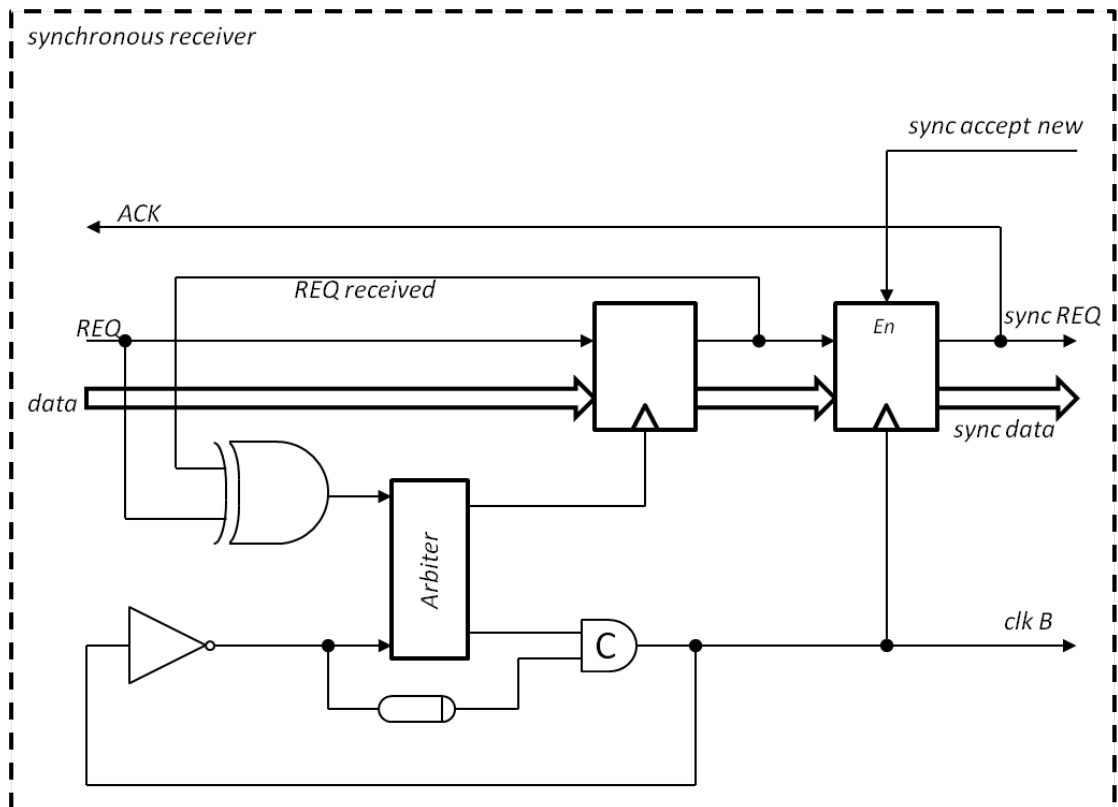 synchronous receiver
sync accept new
ACK
REQ received
REQ
En
sync REQ
data
sync data
Arbiter
C
clk B